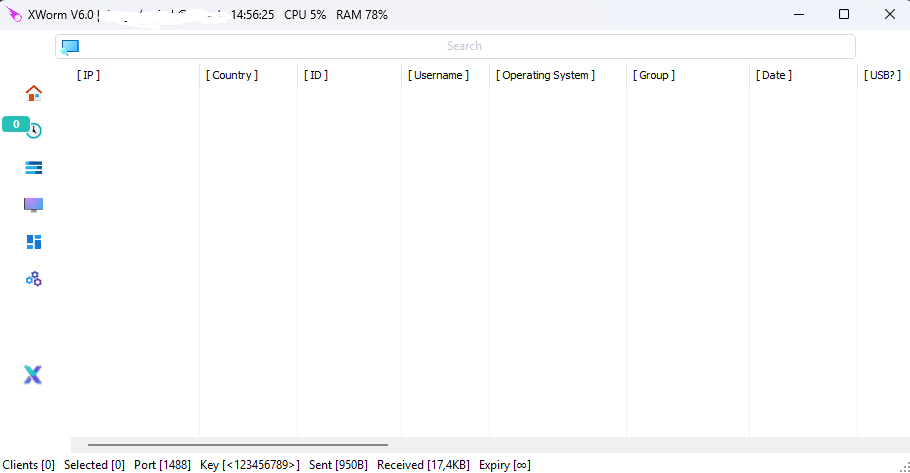 XWorm V6.0 | 14:56:25 CPU 5% RAM 78%
Search
[ IP ] [ Country ] [ ID ] [ Username ] [ Operating System ] [ Group ] [ Date ] [ USB? ]
0
Clients [0] Selected [0] Port [1488] Key [<123456789>] Sent [950B] Received [17,4KB] Expiry [∞]